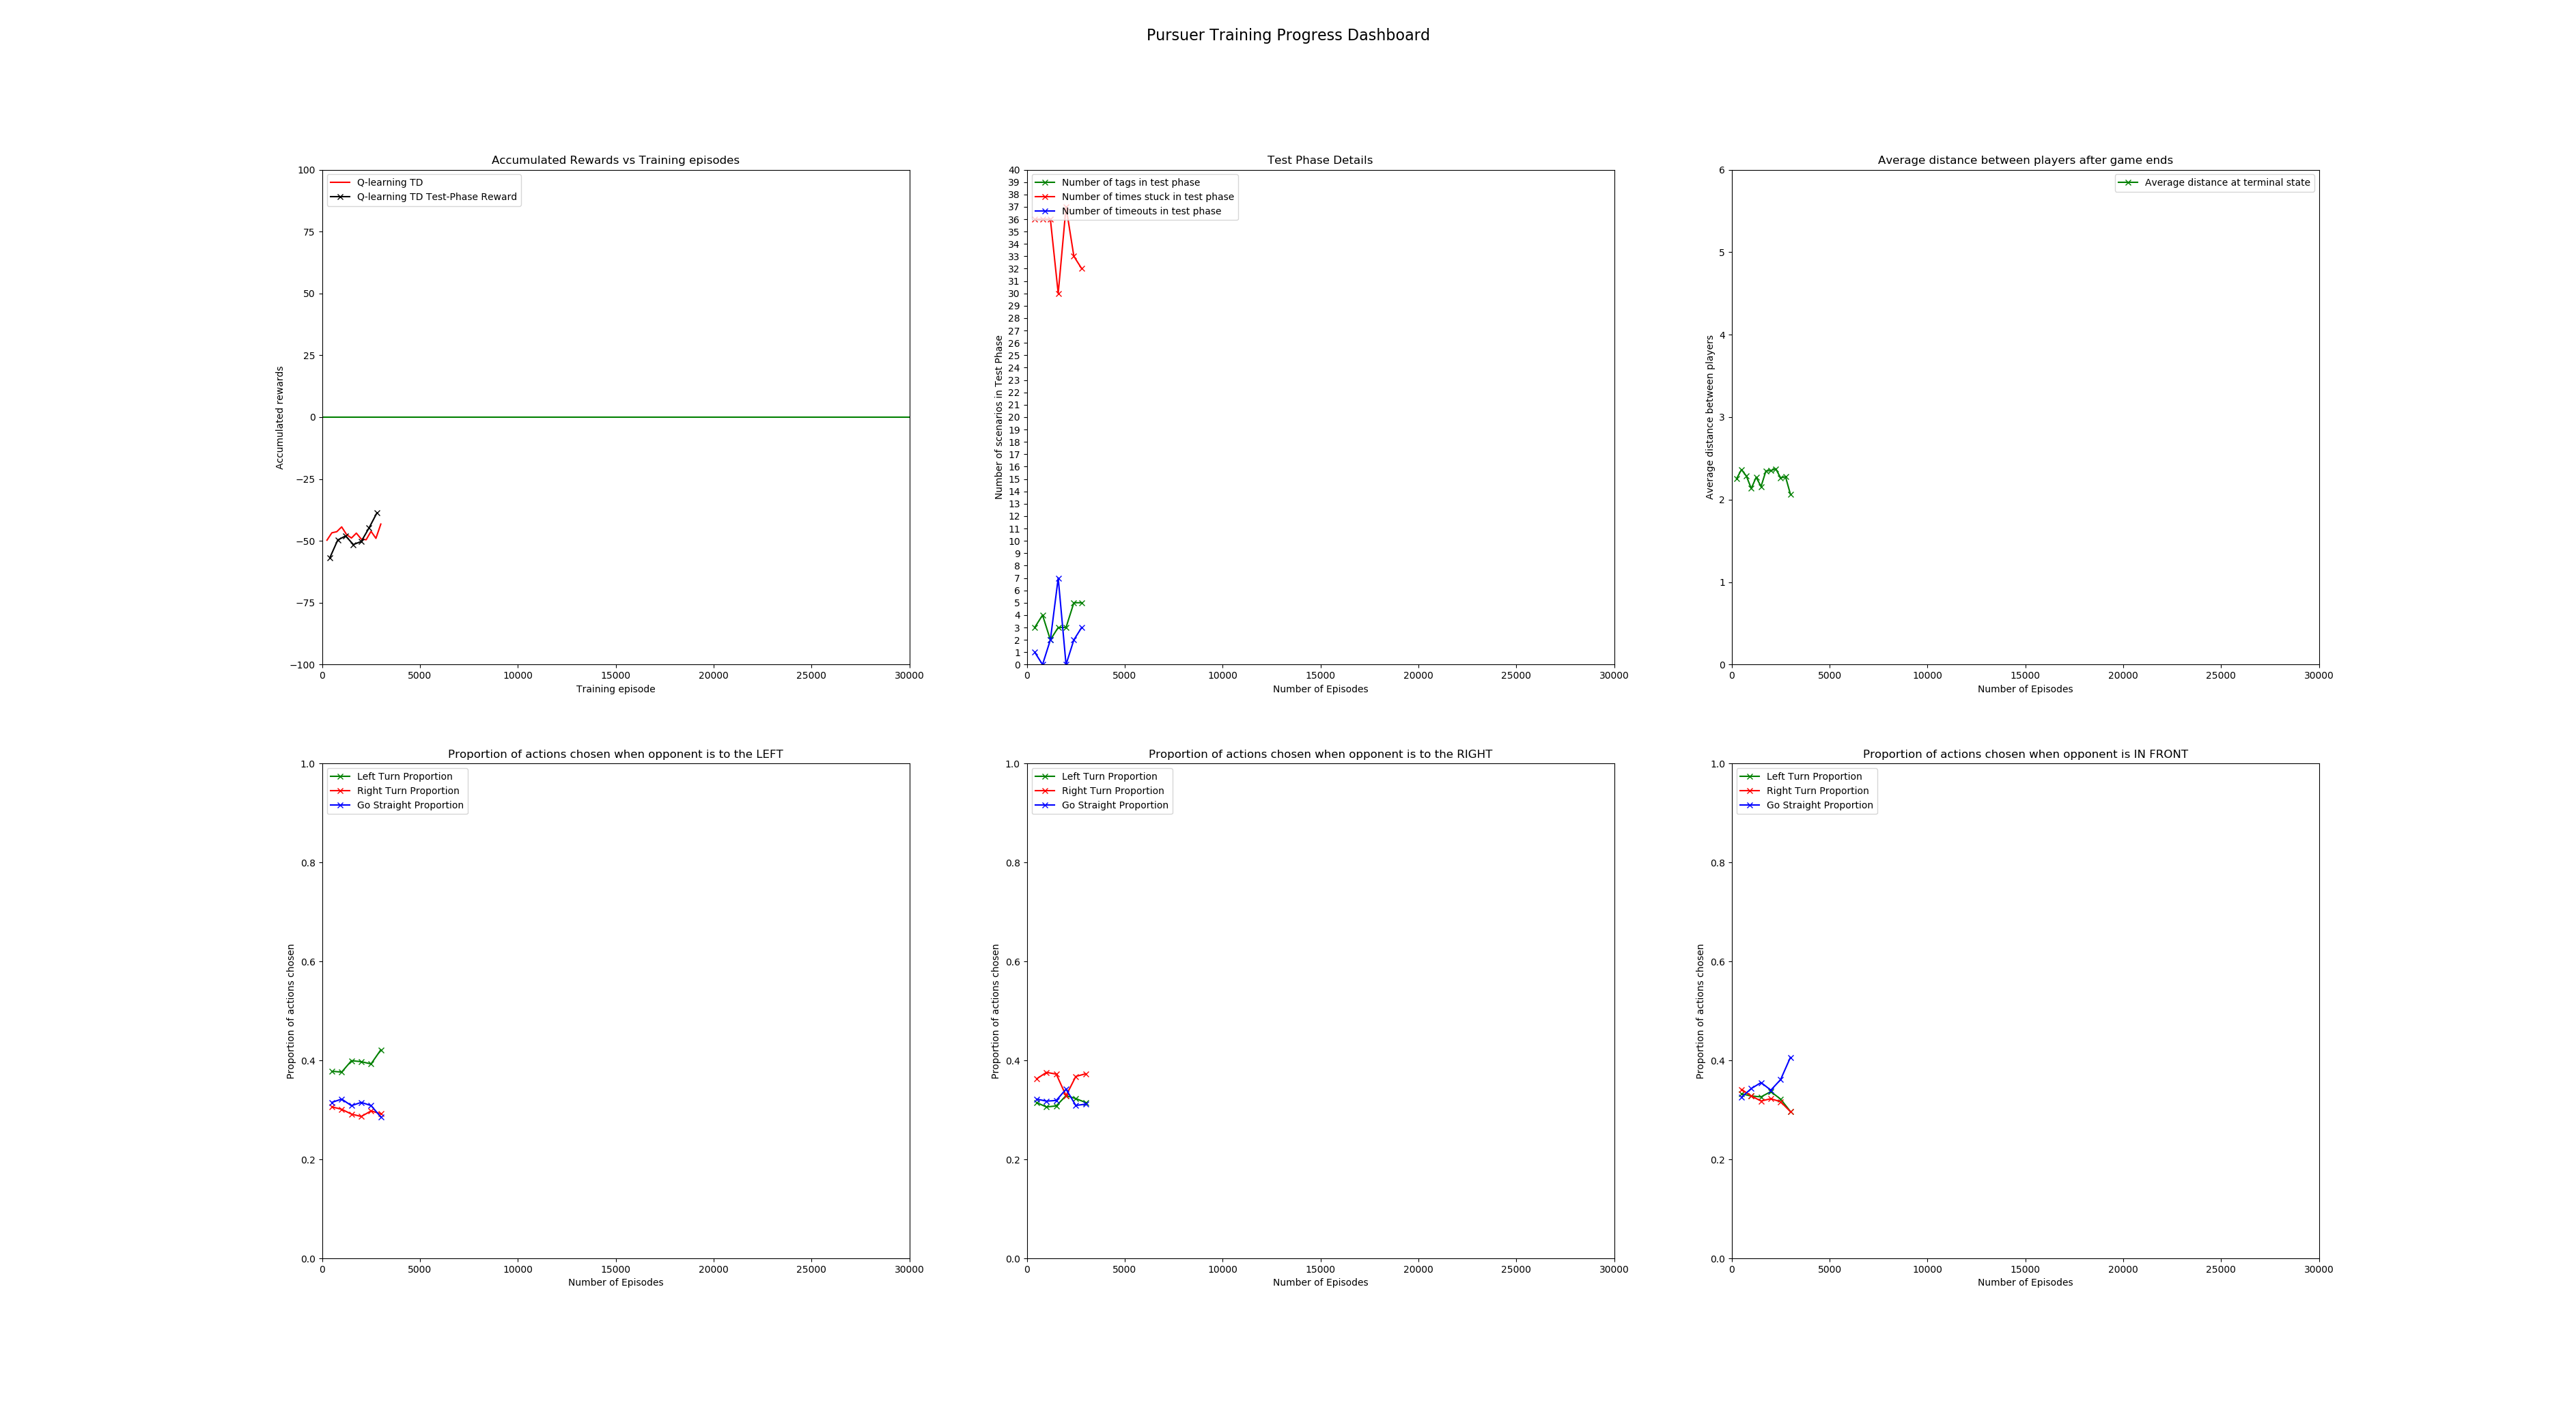 Pursuer Training Progress Dashboard
Accumulated Rewards vs Training episodes
Q-learning TD
Q-learning TD Test-Phase Reward
100
75
50
25
0
−25
−50
−75
−100
Accumulated rewards
0 5000 10000 15000 20000 25000 30000
Training episode
Test Phase Details
Number of tags in test phase
Number of times stuck in test phase
Number of timeouts in test phase
40
39
38
37
36
35
34
33
32
31
30
29
28
27
26
25
24
23
22
21
20
19
18
17
16
15
14
13
12
11
10
9
8
7
6
5
4
3
2
1
0
Number of scenarios in Test Phase
0 5000 10000 15000 20000 25000 30000
Number of Episodes
Average distance between players after game ends
Average distance at terminal state
6
5
4
3
2
1
0
Average distance between players
0 5000 10000 15000 20000 25000 30000
Number of Episodes
Proportion of actions chosen when opponent is to the LEFT
Left Turn Proportion
Right Turn Proportion
Go Straight Proportion
1.0
0.8
0.6
0.4
0.2
0.0
Proportion of actions chosen
0 5000 10000 15000 20000 25000 30000
Number of Episodes
Proportion of actions chosen when opponent is to the RIGHT
Left Turn Proportion
Right Turn Proportion
Go Straight Proportion
1.0
0.8
0.6
0.4
0.2
0.0
Proportion of actions chosen
0 5000 10000 15000 20000 25000 30000
Number of Episodes
Proportion of actions chosen when opponent is IN FRONT
Left Turn Proportion
Right Turn Proportion
Go Straight Proportion
1.0
0.8
0.6
0.4
0.2
0.0
Proportion of actions chosen
0 5000 10000 15000 20000 25000 30000
Number of Episodes